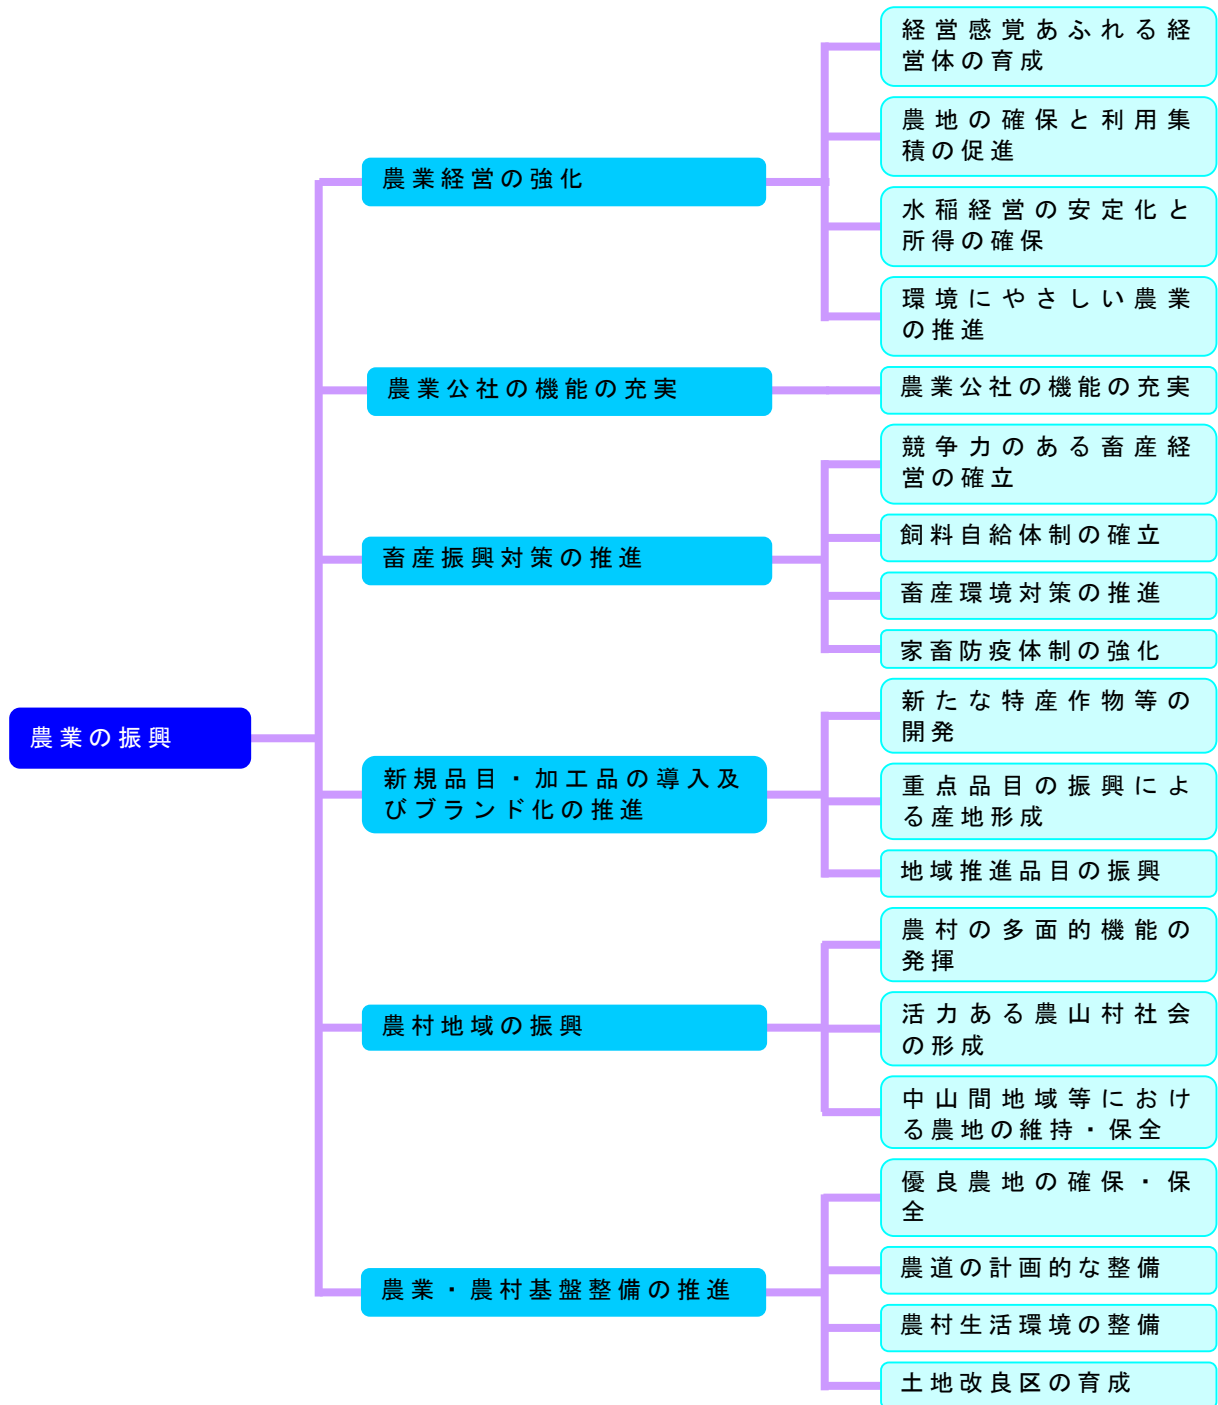 農業の振興
農業経営の強化
経営感覚あふれる経
営体の育成
農地の確保と利用集
積の促進
水稲経営の安定化と
所得の確保
環境にやさしい農業
の推進
農業公社の機能の充実
農業公社の機能の充実
畜産振興対策の推進
競争力のある畜産経
営の確立
飼料自給体制の確立
畜産環境対策の推進
家畜防疫体制の強化
新規品目・加工品の導入及
びブランド化の推進
新たな特産作物等の
開発
重点品目の振興によ
る産地形成
地域推進品目の振興
農村地域の振興
農村の多面的機能の
発揮
活力ある農山村社会
の形成
中山間地域等におけ
る農地の維持・保全
農業・農村基盤整備の推進
優良農地の確保・保
全
農道の計画的な整備
農村生活環境の整備
土地改良区の育成